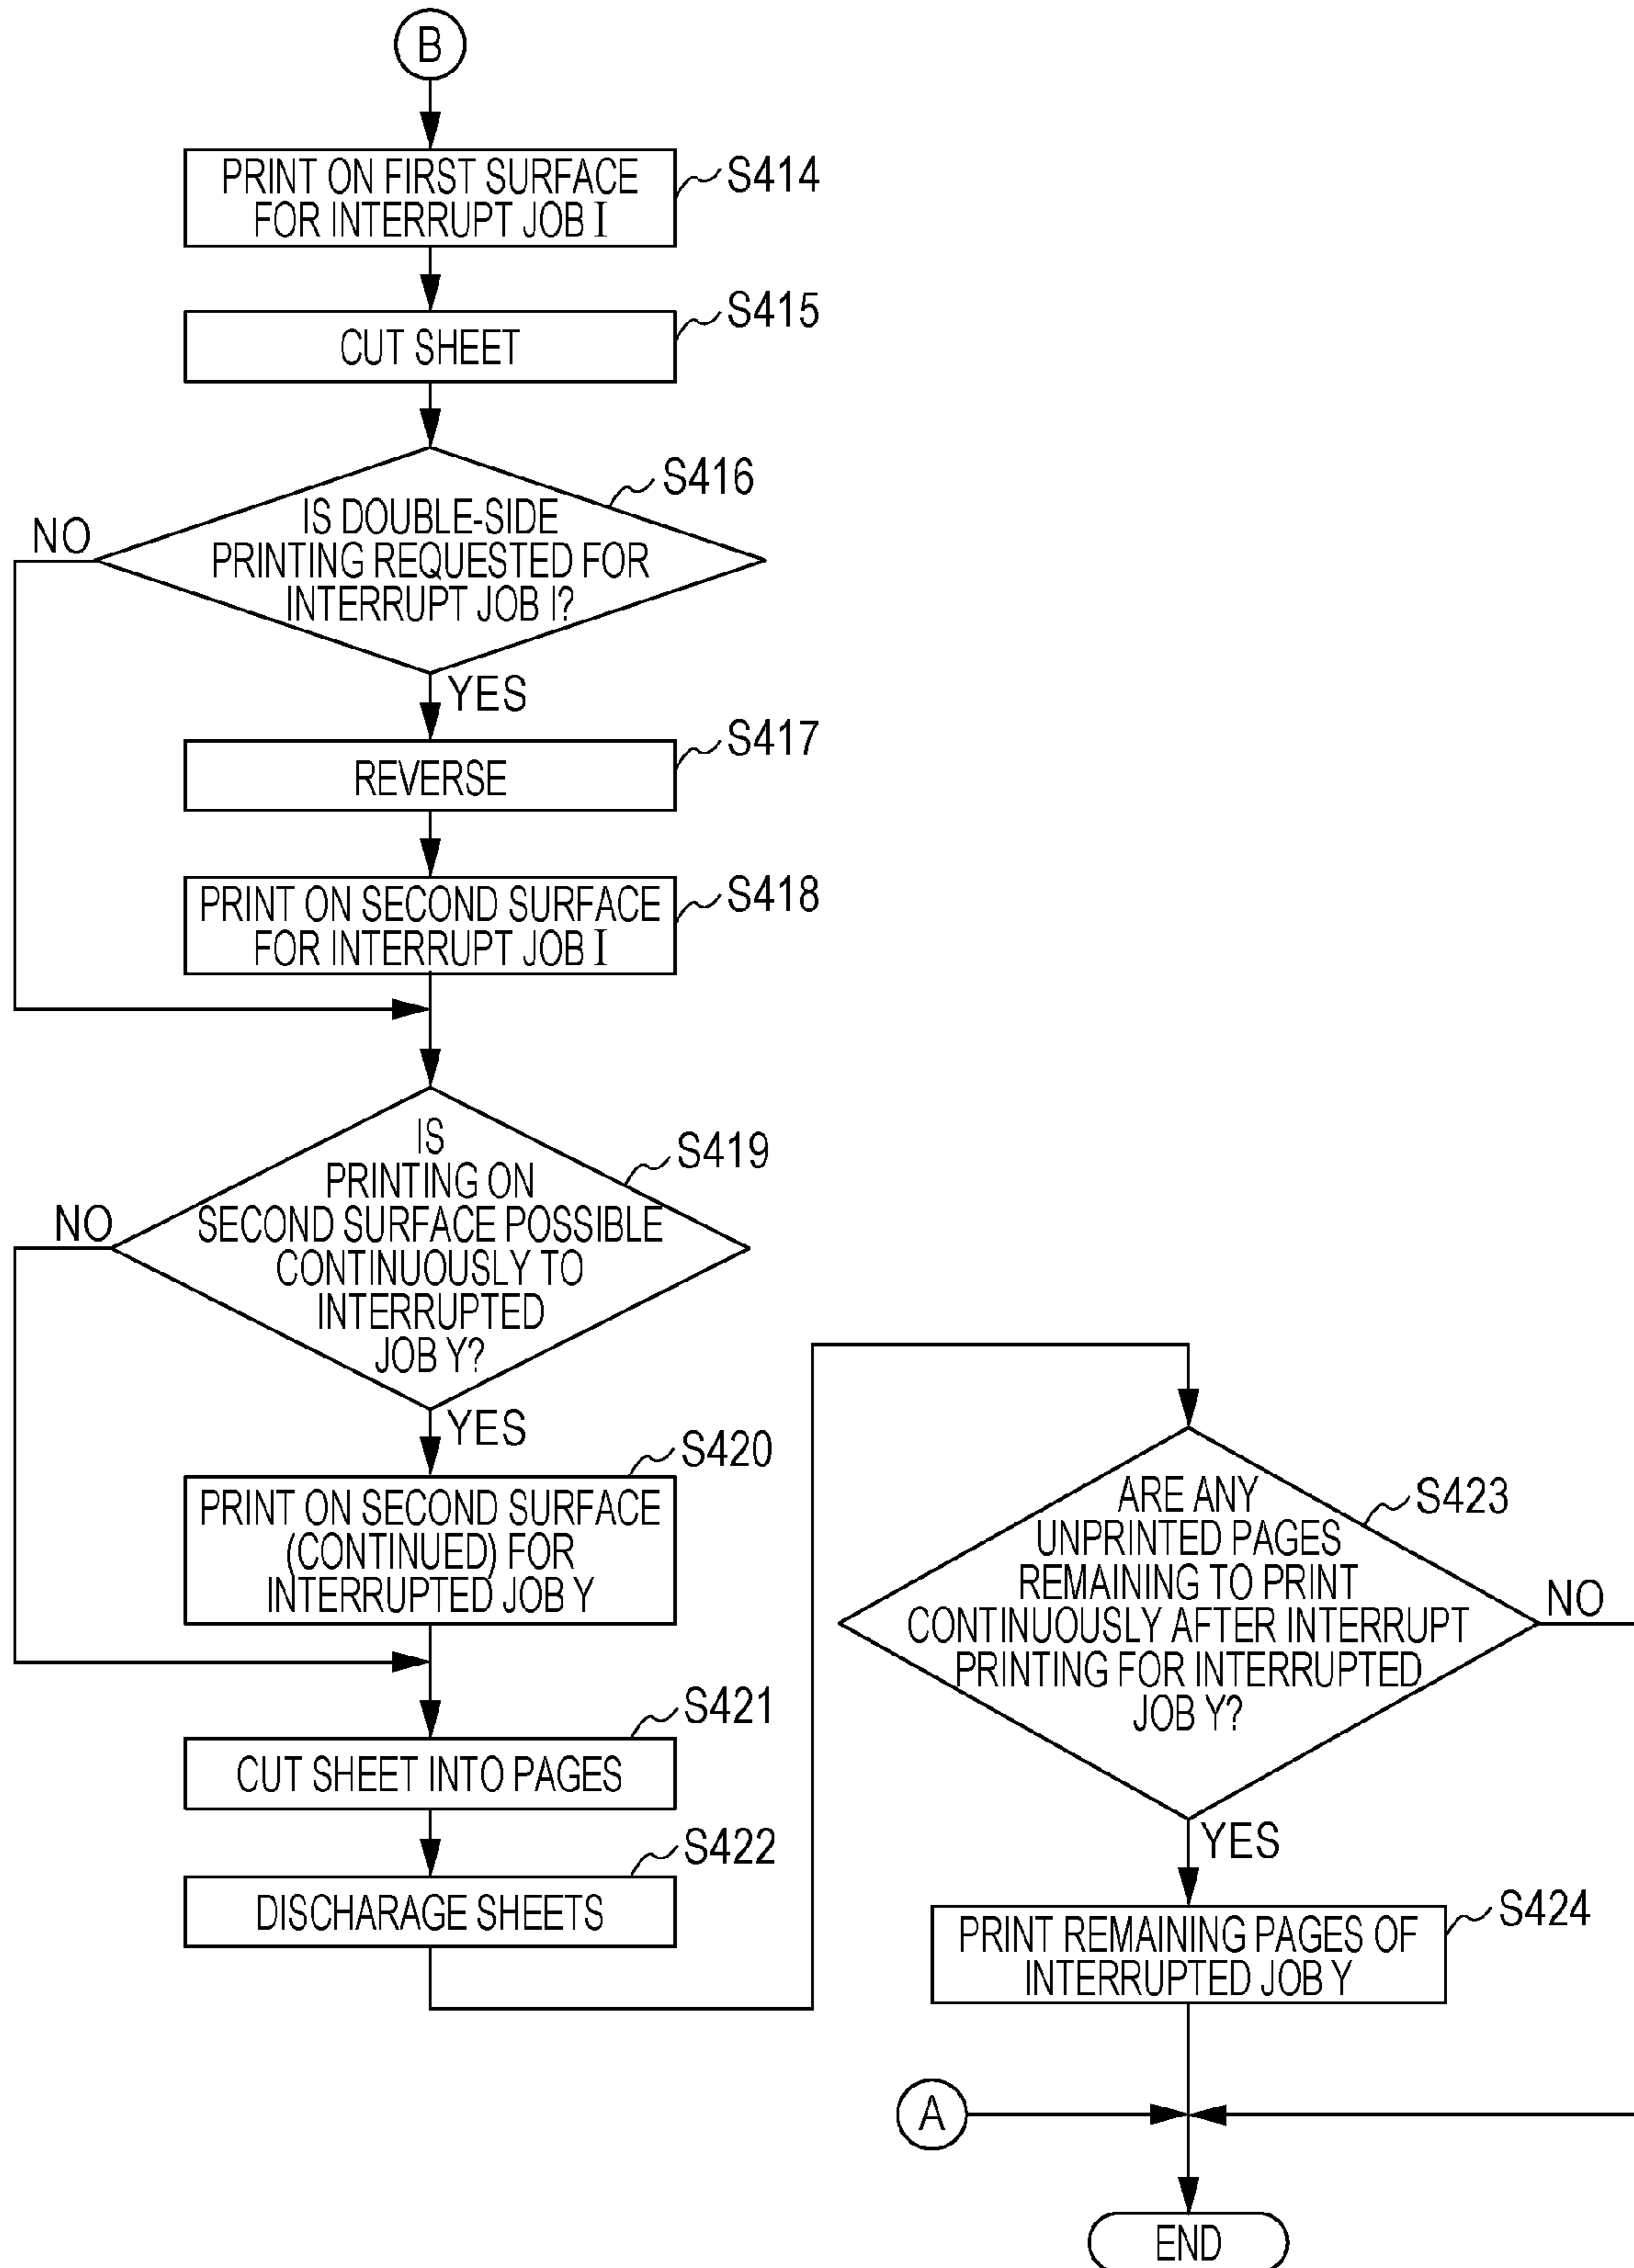 B
PRINT ON FIRST SURFACE
FOR INTERRUPT JOB I
S414
CUT SHEET
S415
IS DOUBLE-SIDE
PRINTING REQUESTED FOR
INTERRUPT JOB I?
S416
NO
YES
REVERSE
S417
PRINT ON SECOND SURFACE
FOR INTERRUPT JOB I
S418
IS
PRINTING ON
SECOND SURFACE POSSIBLE
CONTINUOUSLY TO
INTERRUPTED
JOB Y?
S419
NO
YES
PRINT ON SECOND SURFACE
(CONTINUED) FOR
INTERRUPTED JOB Y
S420
CUT SHEET INTO PAGES
S421
DISCHARAGE SHEETS
S422
ARE ANY
UNPRINTED PAGES
REMAINING TO PRINT
CONTINUOUSLY AFTER INTERRUPT
PRINTING FOR INTERRUPTED
JOB Y?
S423
NO
YES
PRINT REMAINING PAGES OF
INTERRUPTED JOB Y
S424
A
END